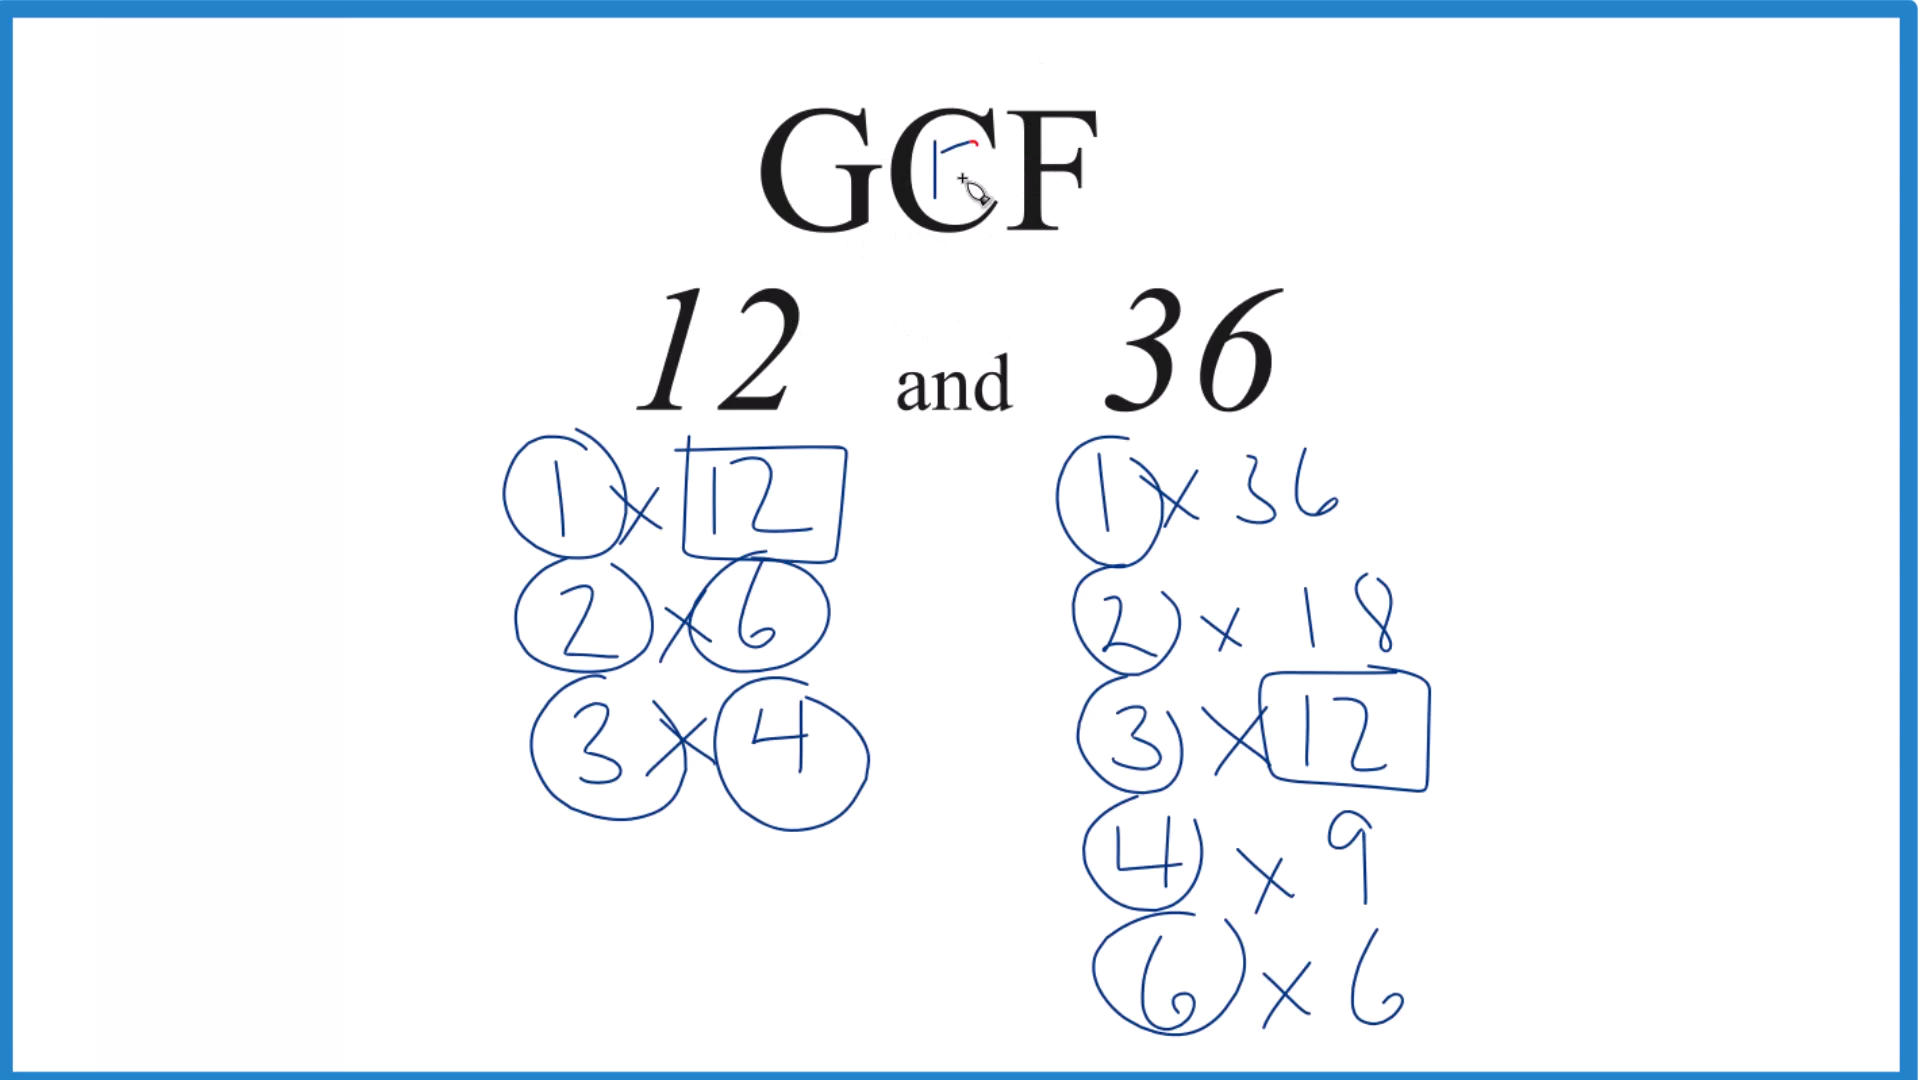 GCF
12 and 36
1 x 12
2 x 6
3 x 4
1 x 36
2 x 18
3 x 12
4 x 9
6 x 6